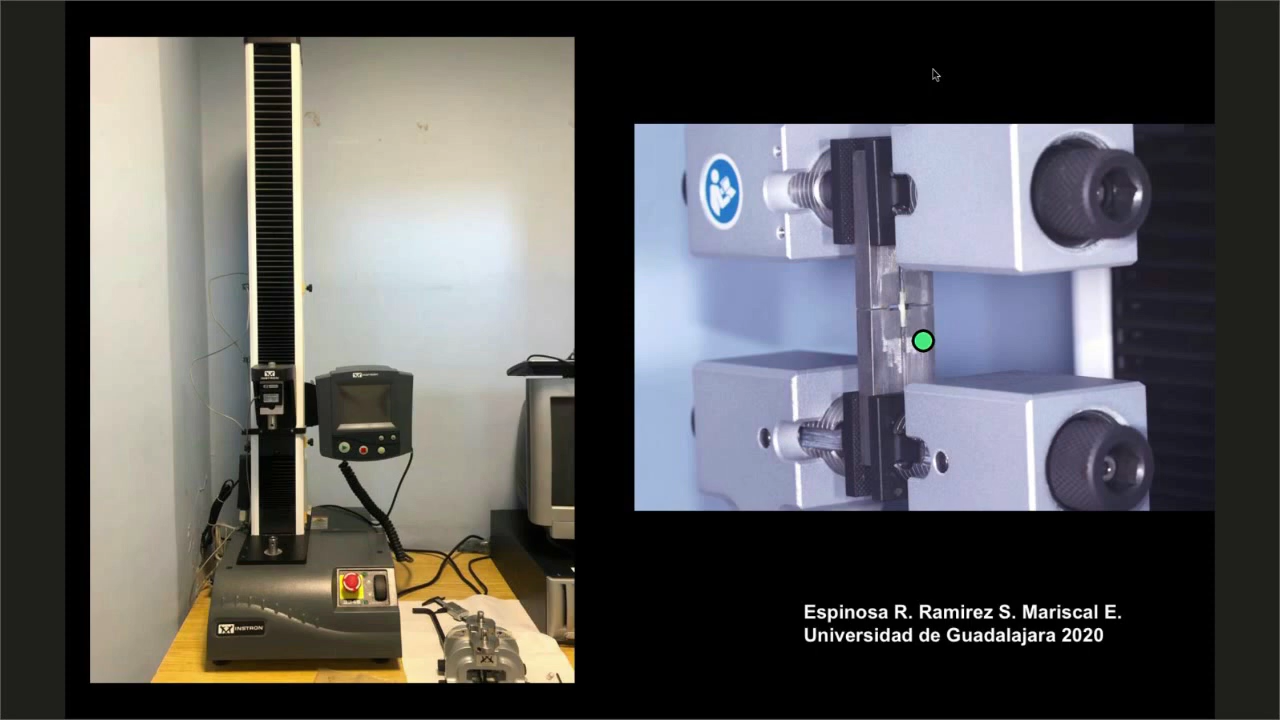 INSTRON
Espinosa R. Ramirez S. Mariscal E.
Universidad de Guadalajara 2020